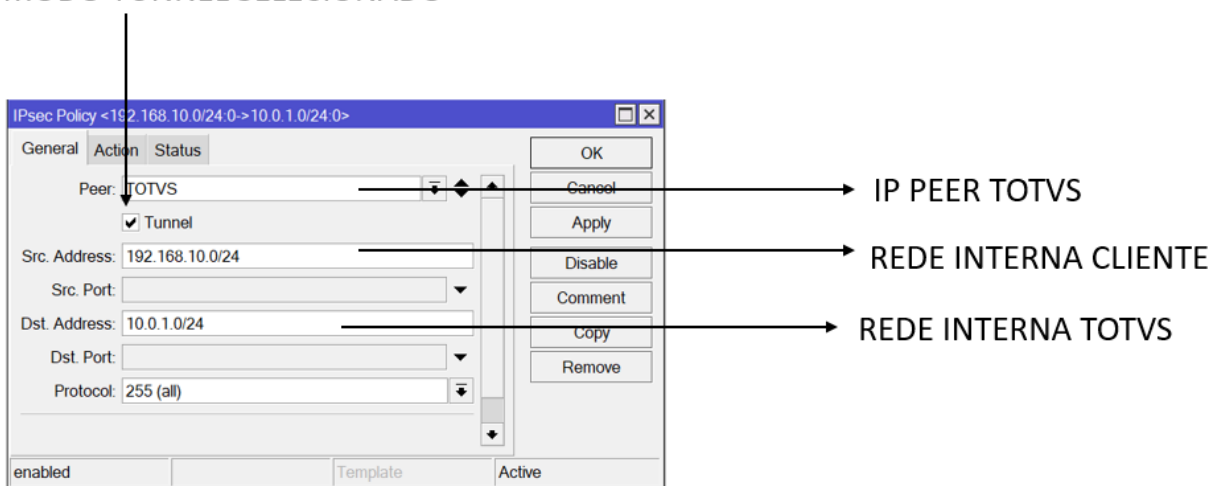 IPsec Policy <192.168.10.0/24:0->10.0.1.0/24:0>
General Action Status
OK
Peer: TOTVS
Cancel
IP PEER TOTVS
Tunnel
Apply
Src. Address: 192.168.10.0/24
Disable
REDE INTERNA CLIENTE
Src. Port:
Comment
Dst. Address: 10.0.1.0/24
Copy
REDE INTERNA TOTVS
Dst. Port:
Remove
Protocol: 255 (all)
enabled
Template
Active